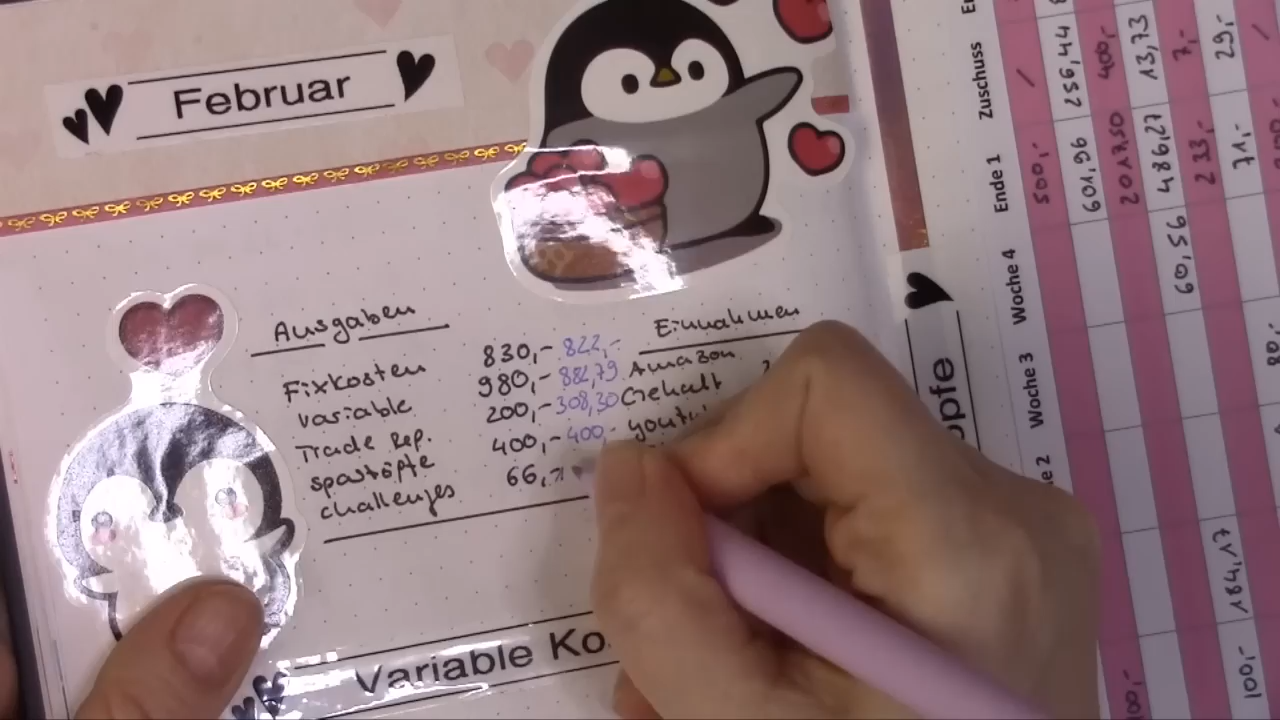 Februar
Ausgaben
Fixkosten 830,- 822,-
variable 980,- 882,79
Trade Rep. 200,- 308,30
spartöpfe 400,- 400,-
challenges 66,
Einnahmen
Amazon
Gehalt
Variable Ko
Woche 3
Woche 4
Ende 1
Zuschuss
500,- /
601,96 256,44
2017,50 400,-
60,56 486,27 13,73
233,- 7,-
184,17 71,- 29,-
100,-
80,-